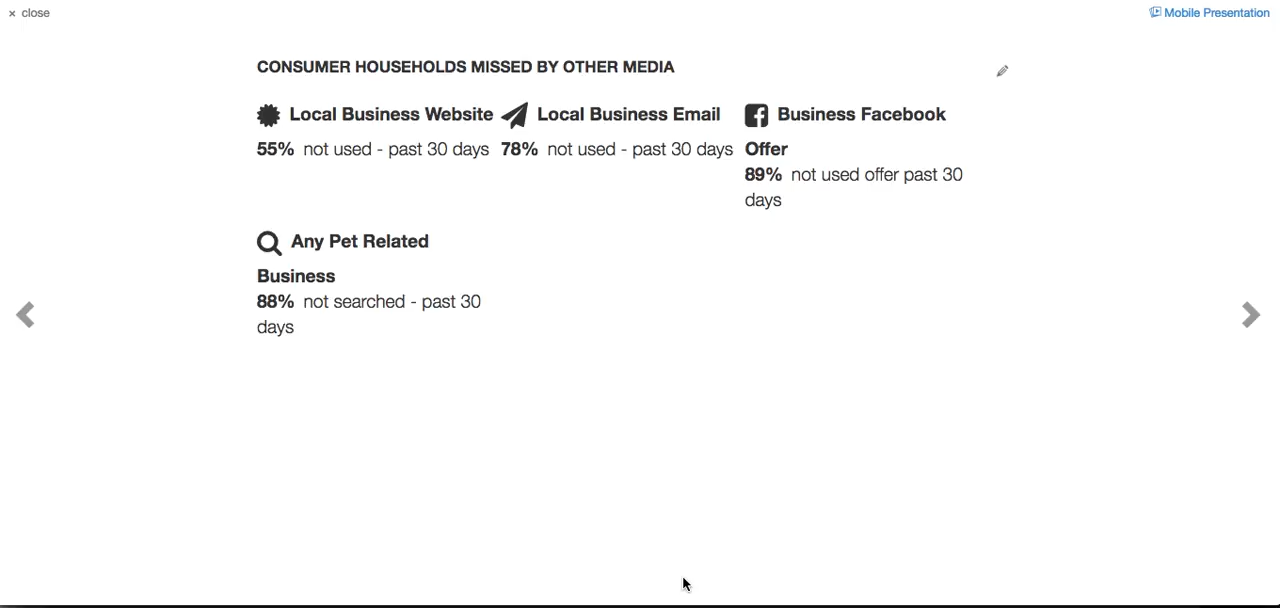 × close
Mobile Presentation
CONSUMER HOUSEHOLDS MISSED BY OTHER MEDIA
Local Business Website
55% not used - past 30 days
Local Business Email
78% not used - past 30 days
Business Facebook
Offer
89% not used offer past 30
days
Any Pet Related
Business
88% not searched - past 30
days